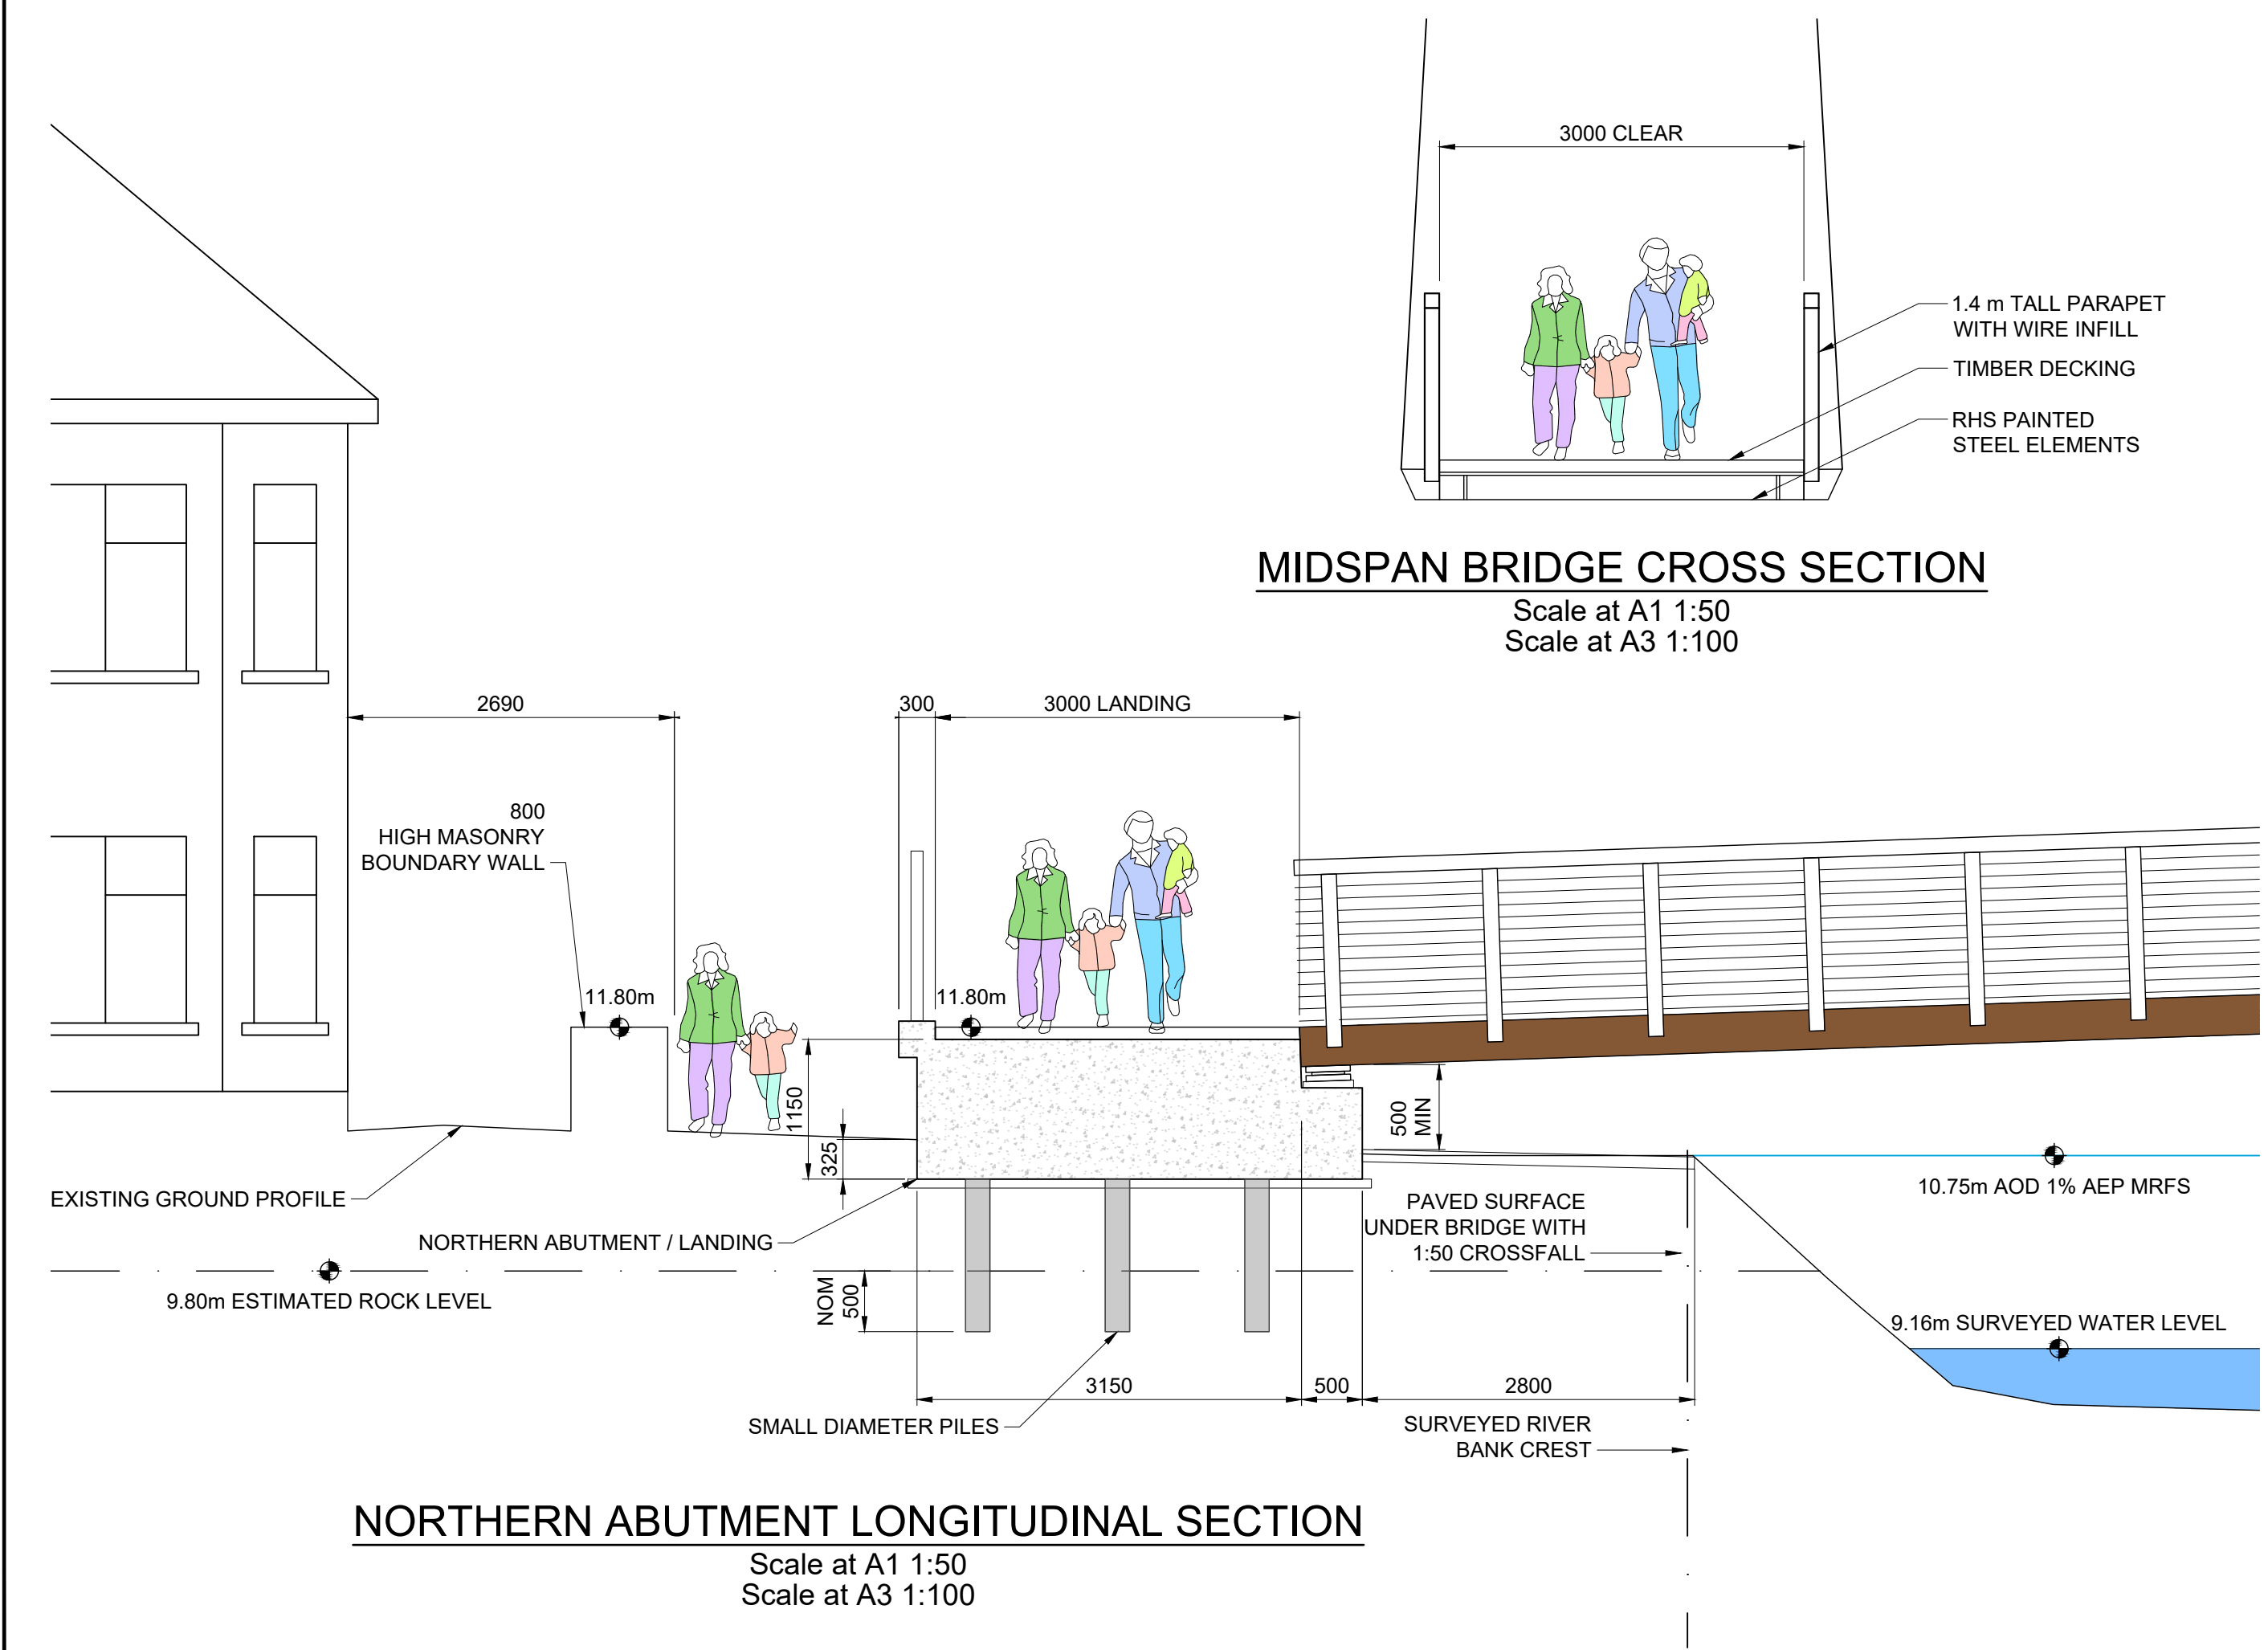 3000 CLEAR
1.4 m TALL PARAPET
WITH WIRE INFILL
TIMBER DECKING
RHS PAINTED
STEEL ELEMENTS
MIDSPAN BRIDGE CROSS SECTION
Scale at A1 1:50
Scale at A3 1:100
2690
300
3000 LANDING
800
HIGH MASONRY
BOUNDARY WALL
11.80m
11.80m
1150
325
500
MIN
EXISTING GROUND PROFILE
NORTHERN ABUTMENT / LANDING
9.80m ESTIMATED ROCK LEVEL
NOM
500
PAVED SURFACE
UNDER BRIDGE WITH
1:50 CROSSFALL
10.75m AOD 1% AEP MRFS
9.16m SURVEYED WATER LEVEL
3150
500
2800
SMALL DIAMETER PILES
SURVEYED RIVER
BANK CREST
NORTHERN ABUTMENT LONGITUDINAL SECTION
Scale at A1 1:50
Scale at A3 1:100